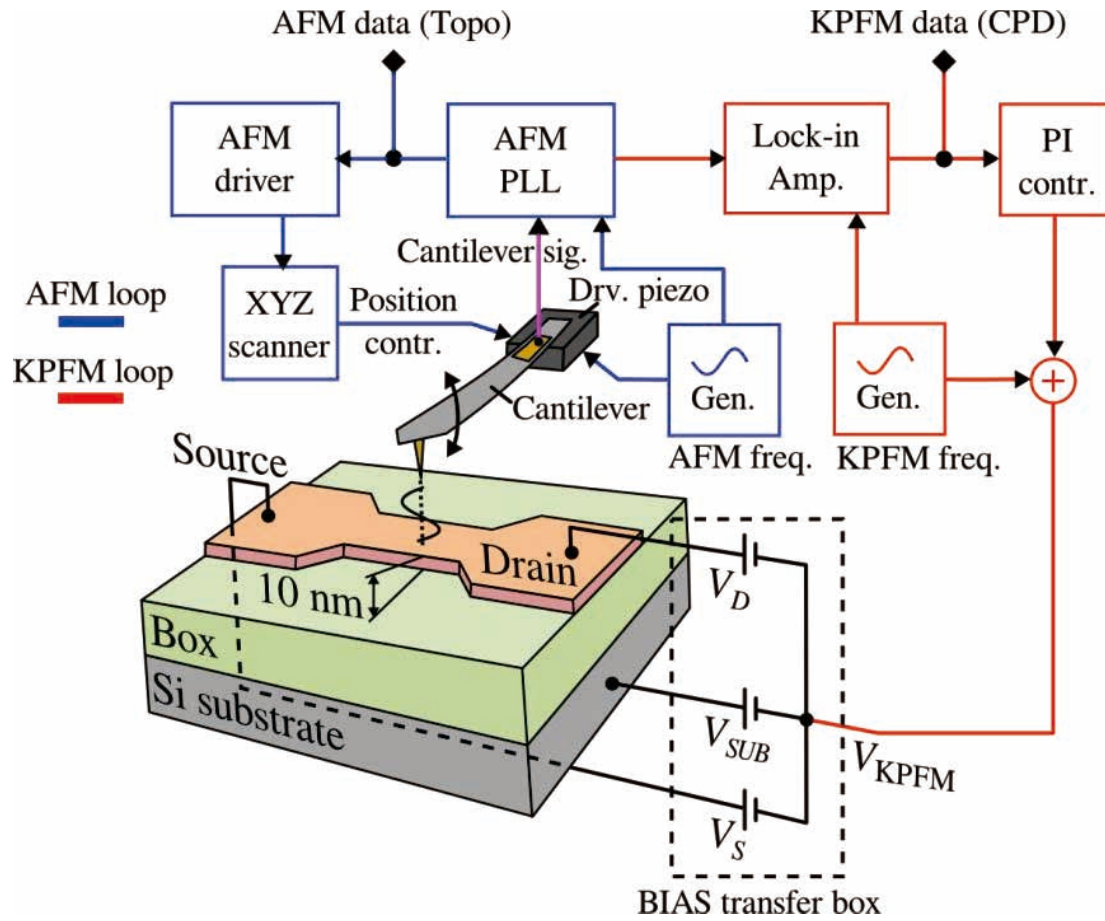 AFM data (Topo)
KPFM data (CPD)
AFM
driver
AFM
PLL
Lock-in
Amp.
PI
contr.
Cantilever sig.
Drv. piezo
AFM loop
KPFM loop
XYZ
scanner
Position
contr.
Cantilever
Gen.
AFM freq.
Gen.
KPFM freq.
+
Source
Drain
10 nm
Box
Si substrate
V_D
V_SUB
V_S
V_KPFM
BIAS transfer box